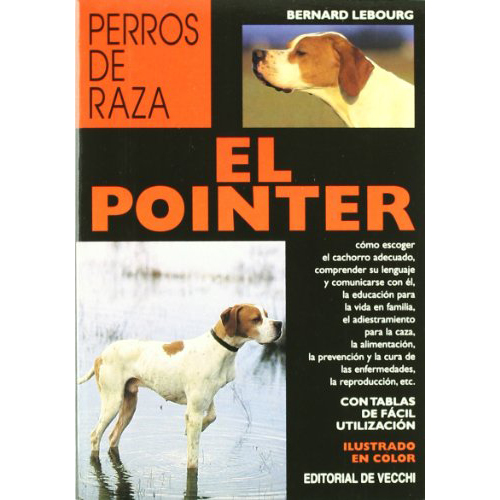 PERROS
DE
RAZA
BERNARD LEBOURG
EL
POINTER
cómo escoger
el cachorro adecuado,
comprender su lenguaje
y comunicarse con él,
la educación para
la vida en familia,
el adiestramiento
para la caza,
la alimentación,
la prevención y la cura de
las enfermedades,
la reproducción, etc.
CON TABLAS
DE FÁCIL
UTILIZACIÓN
ILUSTRADO
EN COLOR
EDITORIAL DE VECCHI